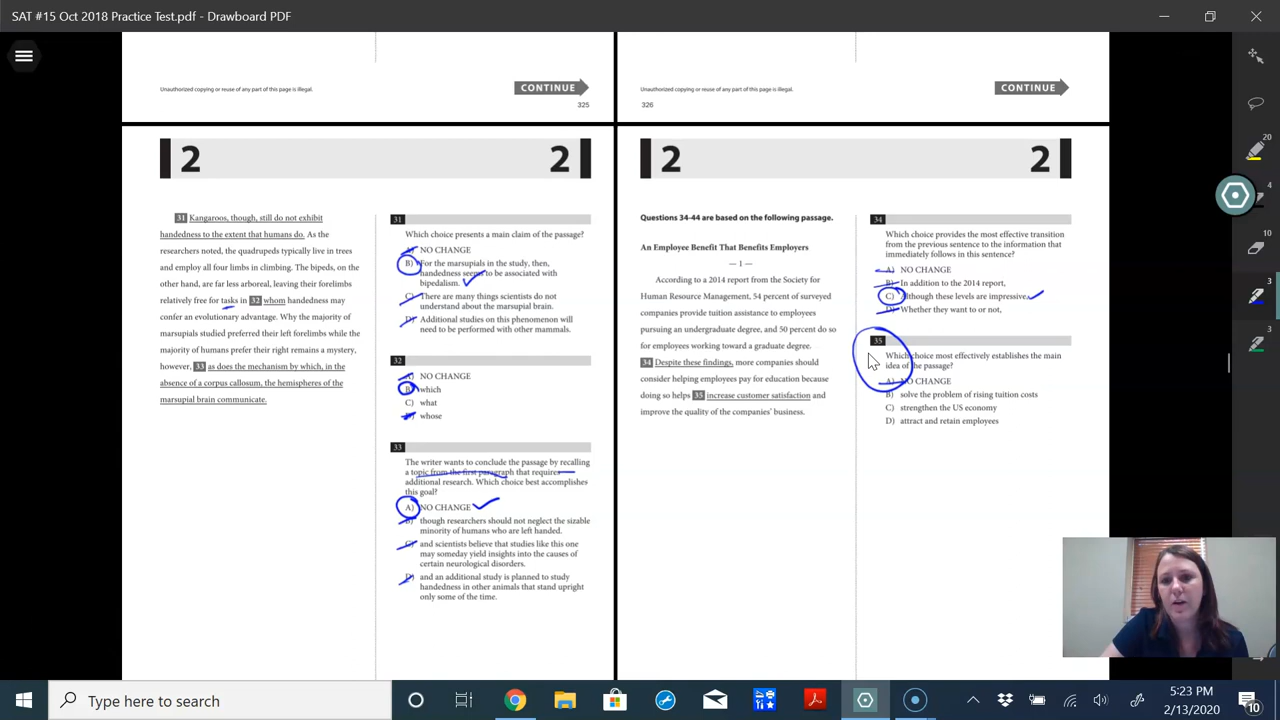 SAT #15 Oct 2018 Practice Test.pdf - Drawboard PDF
Unauthorized copying or reuse of any part of this page is illegal.
CONTINUE
325
Unauthorized copying or reuse of any part of this page is illegal.
CONTINUE
326
2
2
31 Kangaroos, though, still do not exhibit
handedness to the extent that humans do. As the
researchers noted, the quadrupeds typically live in trees
and employ all four limbs in climbing. The bipeds, on the
other hand, are far less arboreal, leaving their forelimbs
relatively free for tasks in 32 whom handedness may
confer an evolutionary advantage. Why the majority of
marsupials studied preferred their left forelimbs while the
majority of humans prefer their right remains a mystery,
however, 33 as does the mechanism by which, in the
absence of a corpus callosum, the hemispheres of the
marsupial brain communicate.
31
Which choice presents a main claim of the passage?
A) NO CHANGE
B) For the marsupials in the study, then,
handedness seems to be associated with
bipedalism.
C) There are many things scientists do not
understand about the marsupial brain.
D) Additional studies on this phenomenon will
need to be performed with other mammals.
32
A) NO CHANGE
B) which
C) what
D) whose
33
The writer wants to conclude the passage by recalling
a topic from the first paragraph that requires
additional research. Which choice best accomplishes
this goal?
A) NO CHANGE
B) though researchers should not neglect the sizable
minority of humans who are left handed.
C) and scientists believe that studies like this one
may someday yield insights into the causes of
certain neurological disorders.
D) and an additional study is planned to study
handedness in other animals that stand upright
only some of the time.
2
2
Questions 34-44 are based on the following passage.
An Employee Benefit That Benefits Employers
— 1 —
According to a 2014 report from the Society for
Human Resource Management, 54 percent of surveyed
companies provide tuition assistance to employees
pursuing an undergraduate degree, and 50 percent do so
for employees working toward a graduate degree.
34 Despite these findings, more companies should
consider helping employees pay for education because
doing so helps 35 increase customer satisfaction and
improve the quality of the companies' business.
34
Which choice provides the most effective transition
from the previous sentence to the information that
immediately follows in this sentence?
A) NO CHANGE
B) In addition to the 2014 report,
C) Although these levels are impressive,
D) Whether they want to or not,
35
Which choice most effectively establishes the main
idea of the passage?
A) NO CHANGE
B) solve the problem of rising tuition costs
C) strengthen the US economy
D) attract and retain employees
20
10
Type here to search
5:23 PM
2/13/2020
10